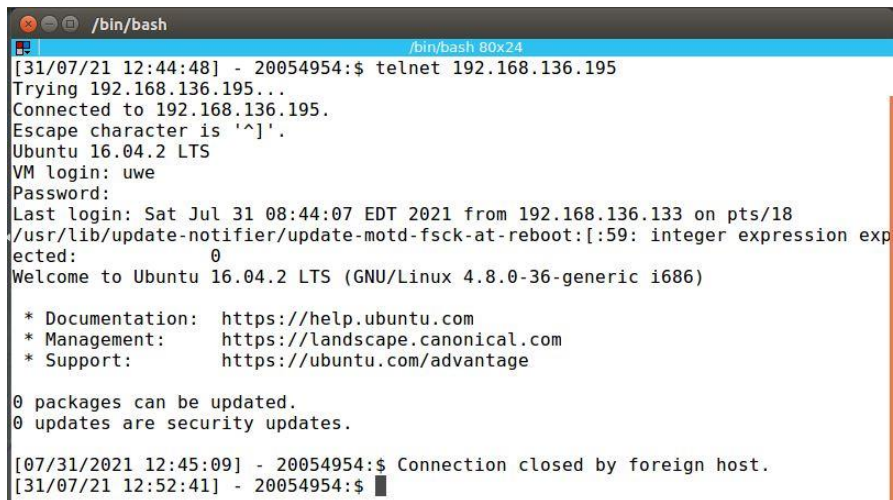 /bin/bash
/bin/bash 80x24
[31/07/21 12:44:48] - 20054954:$ telnet 192.168.136.195
Trying 192.168.136.195...
Connected to 192.168.136.195.
Escape character is '^]'.
Ubuntu 16.04.2 LTS
VM login: uwe
Password:
Last login: Sat Jul 31 08:44:07 EDT 2021 from 192.168.136.133 on pts/18
/usr/lib/update-notifier/update-motd-fsck-at-reboot:[:59: integer expression exp
ected:          0
Welcome to Ubuntu 16.04.2 LTS (GNU/Linux 4.8.0-36-generic i686)

 * Documentation:  https://help.ubuntu.com
 * Management:     https://landscape.canonical.com
 * Support:        https://ubuntu.com/advantage

0 packages can be updated.
0 updates are security updates.

[07/31/2021 12:45:09] - 20054954:$ Connection closed by foreign host.
[31/07/21 12:52:41] - 20054954:$